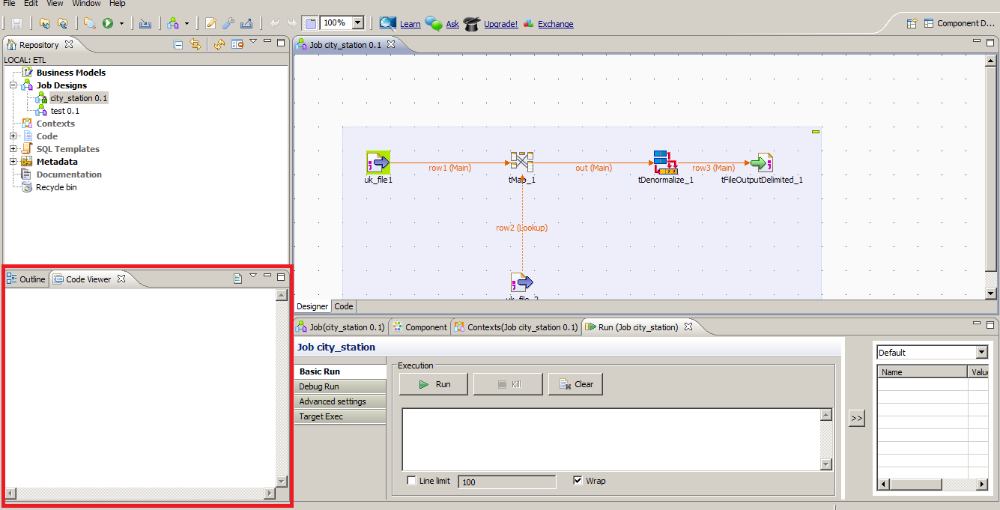 File Edit View Window Help
100% Learn Ask Upgrade! Exchange Component D...
Repository
LOCAL: ETL
Business Models
Job Designs
city_station 0.1
test 0.1
Contexts
Code
SQL Templates
Metadata
Documentation
Recycle bin
Outline Code Viewer
Job city_station 0.1
row1 (Main) out (Main) row3 (Main)
uk_file1 tMap_1 tDenormalize_1 tFileOutputDelimited_1
row2 (Lookup)
uk_file_2
Designer Code
Job(city_station 0.1) Component Contexts(Job city_station 0.1) Run (Job city_station)
Job city_station
Basic Run
Debug Run
Advanced settings
Target Exec
Execution
Run Kill Clear
Line limit 100 Wrap
>>
Default
Name Value